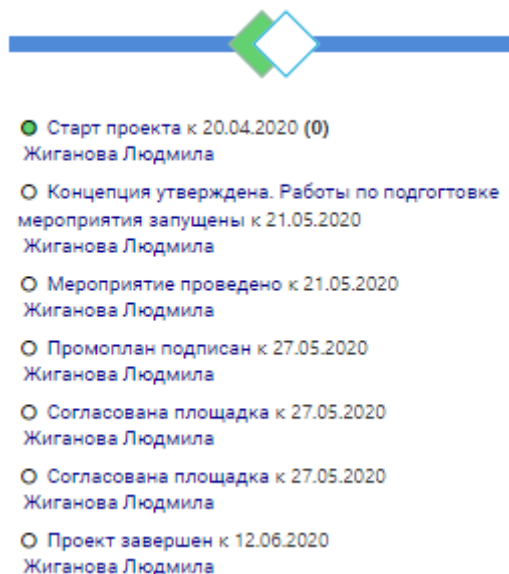 Старт проекта к 20.04.2020 (0)
Жиганова Людмила
Концепция утверждена. Работы по подгортовке
мероприятия запущены к 21.05.2020
Жиганова Людмила
Мероприятие проведено к 21.05.2020
Жиганова Людмила
Промоплан подписан к 27.05.2020
Жиганова Людмила
Согласована площадка к 27.05.2020
Жиганова Людмила
Согласована площадка к 27.05.2020
Жиганова Людмила
Проект завершен к 12.06.2020
Жиганова Людмила